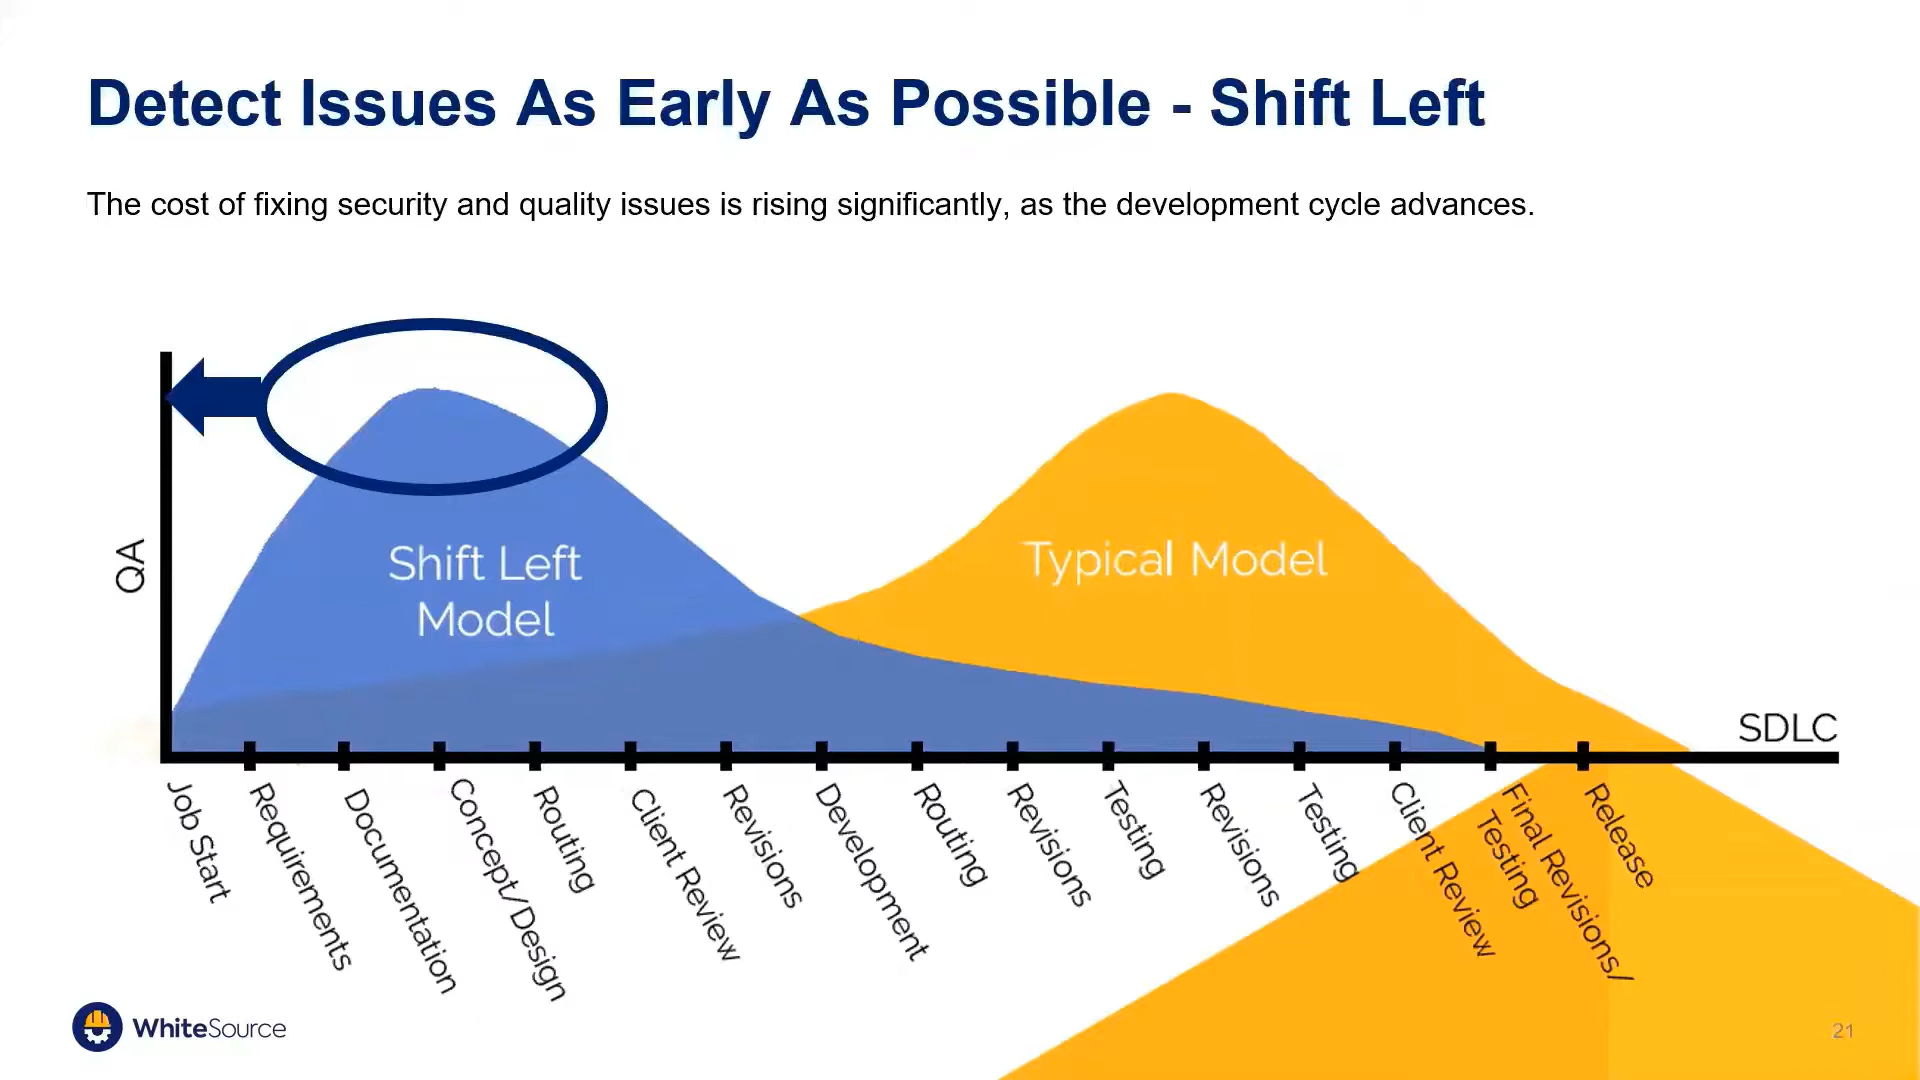 Detect Issues As Early As Possible - Shift Left
The cost of fixing security and quality issues is rising significantly, as the development cycle advances.
QA
Shift Left
Model
Typical Model
SDLC
Job Start
Requirements
Documentation
Concept/Design
Routing
Client Review
Revisions
Development
Routing
Revisions
Testing
Revisions
Testing
Client Review
Final Revisions/
Testing
Release
WhiteSource
21